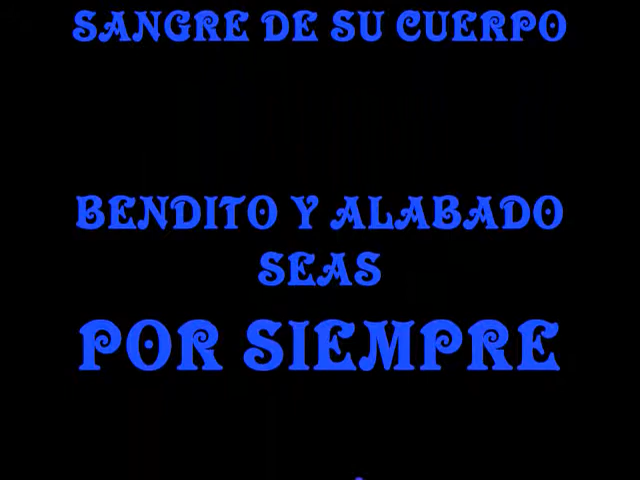 SANGRE DE SU CUERPO
BENDITO Y ALABADO
SEAS
POR SIEMPRE